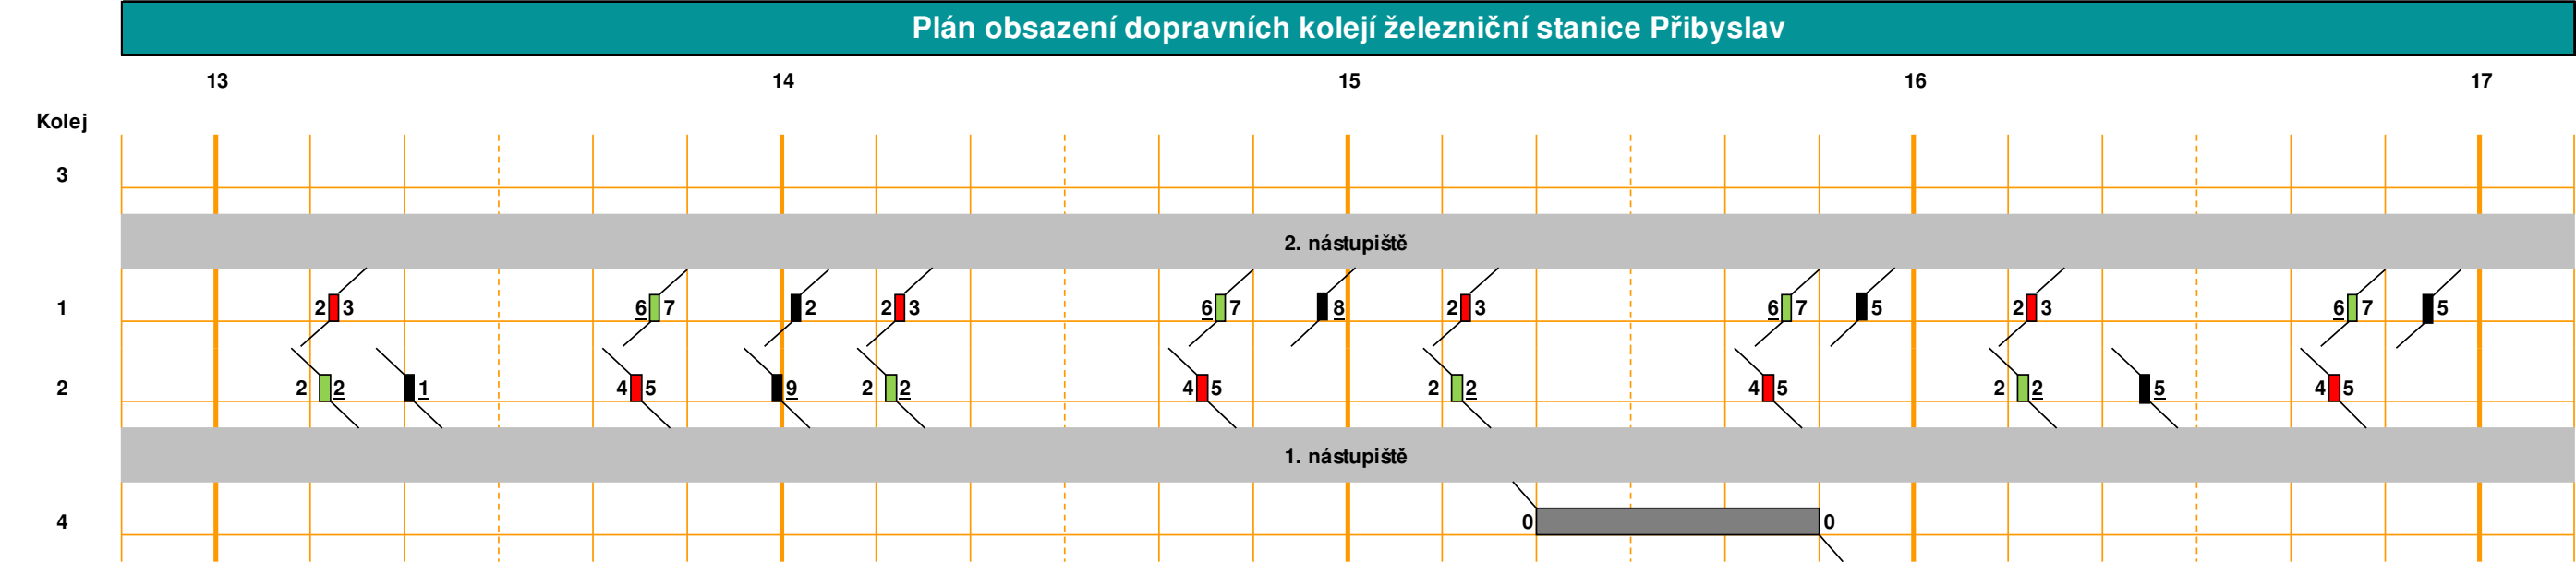 Plán obsazení dopravních kolejí železniční stanice Přibyslav
13 14 15 16 17
Kolej
3
2. nástupiště
1 2 3 6 7 2 2 3 6 7 8 2 3 6 7 5 2 3 6 7 5
2 2 2 1 4 5 9 2 2 4 5 2 2 4 5 2 2 5 4 5
1. nástupiště
4 0 0